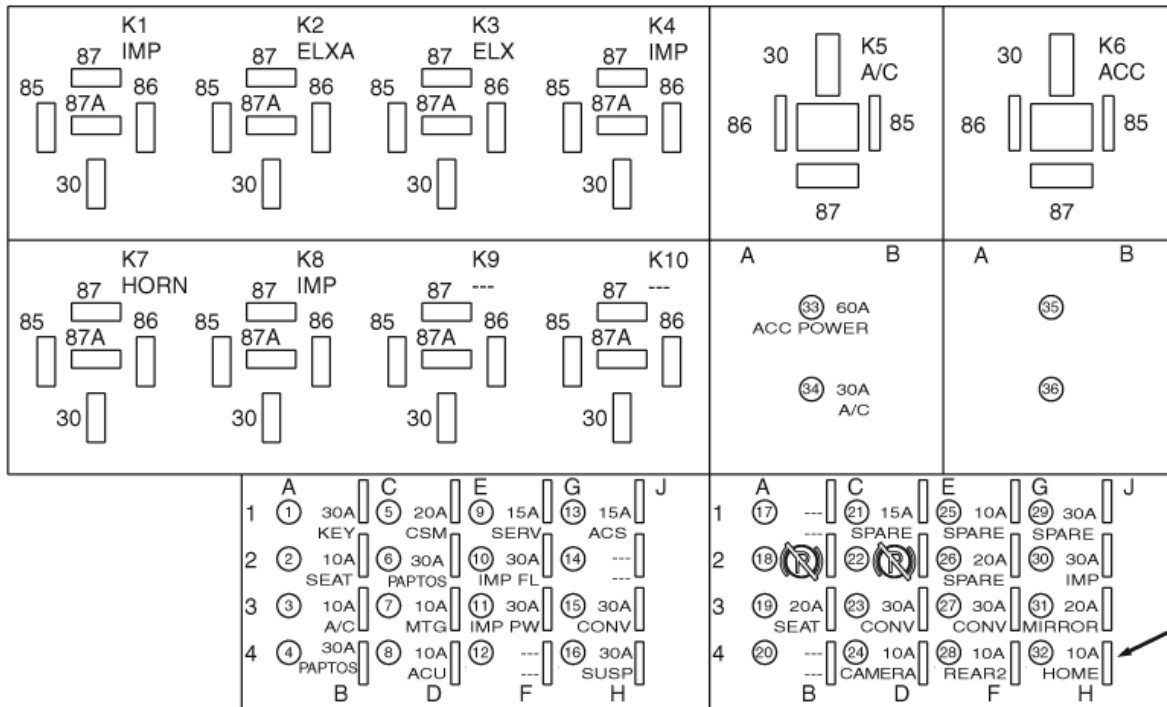 K1 K2 K3 K4 K5 K6
IMP ELXA ELX IMP A/C ACC
87 87 87 87 30 30
85 87A 86 85 87A 86 85 87A 86 85 87A 86 86 85 86 85
30 30 30 30 87 87
K7 K8 K9 K10 A B A B
HORN IMP --- ---
87 87 87 87 33 60A 35
85 86 85 86 85 86 85 86 ACC POWER
87A 87A 87A 87A
30 30 30 30 34 30A 36
A/C
A C E G J A C E G J
1 1 30A 5 20A 9 15A 13 15A 1 17 --- 21 15A 25 10A 29 30A
KEY CSM SERV ACS --- SPARE SPARE SPARE
2 2 10A 6 30A 10 30A 14 --- 2 18 P 22 P 26 20A 30 30A
SEAT PAPTOS IMP FL --- SPARE IMP
3 3 10A 7 10A 11 30A 15 30A 3 19 20A 23 30A 27 30A 31 20A
A/C MTG IMP PW CONV SEAT CONV CONV MIRROR
4 4 30A 8 10A 12 --- 16 30A 4 20 --- 24 10A 28 10A 32 10A
PAPTOS ACU --- SUSP --- CAMERA REAR2 HOME
B D F H B D F H